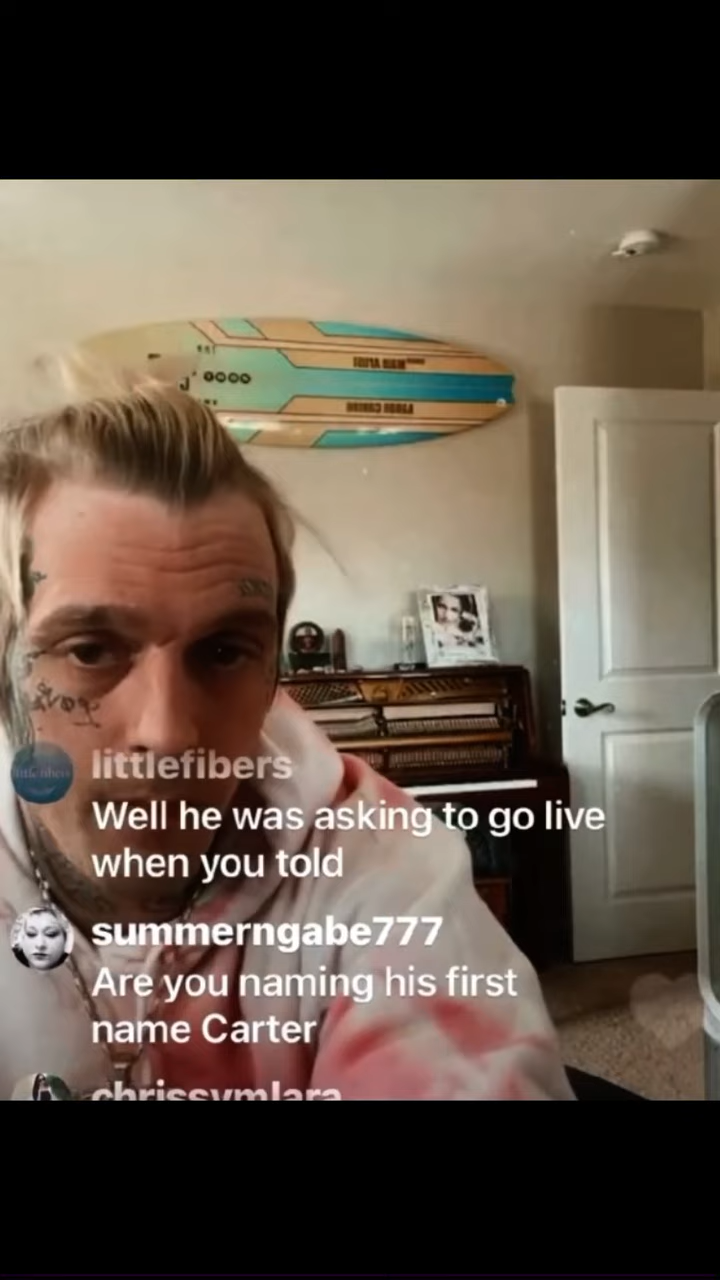 littlefibers
Well he was asking to go live
when you told
summerngabe777
Are you naming his first
name Carter
chrissymlara